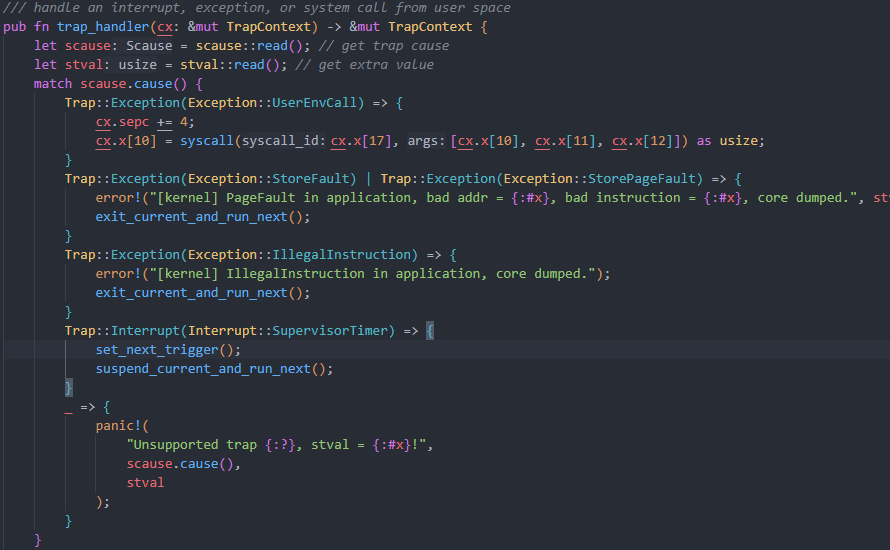 /// handle an interrupt, exception, or system call from user space
pub fn trap_handler(cx: &mut TrapContext) -> &mut TrapContext {
    let scause: Scause = scause::read(); // get trap cause
    let stval: usize = stval::read(); // get extra value
    match scause.cause() {
        Trap::Exception(Exception::UserEnvCall) => {
            cx.sepc += 4;
            cx.x[10] = syscall(syscall_id: cx.x[17], args: [cx.x[10], cx.x[11], cx.x[12]]) as usize;
        }
        Trap::Exception(Exception::StoreFault) | Trap::Exception(Exception::StorePageFault) => {
            error!("[kernel] PageFault in application, bad addr = {:#x}, bad instruction = {:#x}, core dumped.", st
            exit_current_and_run_next();
        }
        Trap::Exception(Exception::IllegalInstruction) => {
            error!("[kernel] IllegalInstruction in application, core dumped.");
            exit_current_and_run_next();
        }
        Trap::Interrupt(Interrupt::SupervisorTimer) => {
            set_next_trigger();
            suspend_current_and_run_next();
        }
        _ => {
            panic!(
                "Unsupported trap {:?}, stval = {:#x}!",
                scause.cause(),
                stval
            );
        }
    }